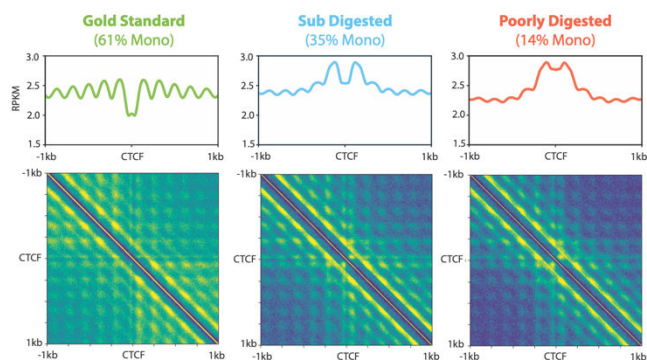 Gold Standard
(61% Mono)
Sub Digested
(35% Mono)
Poorly Digested
(14% Mono)
RPKM
3.0
2.5
2.0
1.5
-1kb
CTCF
1kb
3.0
2.5
2.0
1.5
-1kb
CTCF
1kb
3.0
2.5
2.0
1.5
-1kb
CTCF
1kb
-1kb
CTCF
1kb
-1kb
CTCF
1kb
-1kb
CTCF
1kb
-1kb
CTCF
1kb
-1kb
CTCF
1kb
-1kb
CTCF
1kb